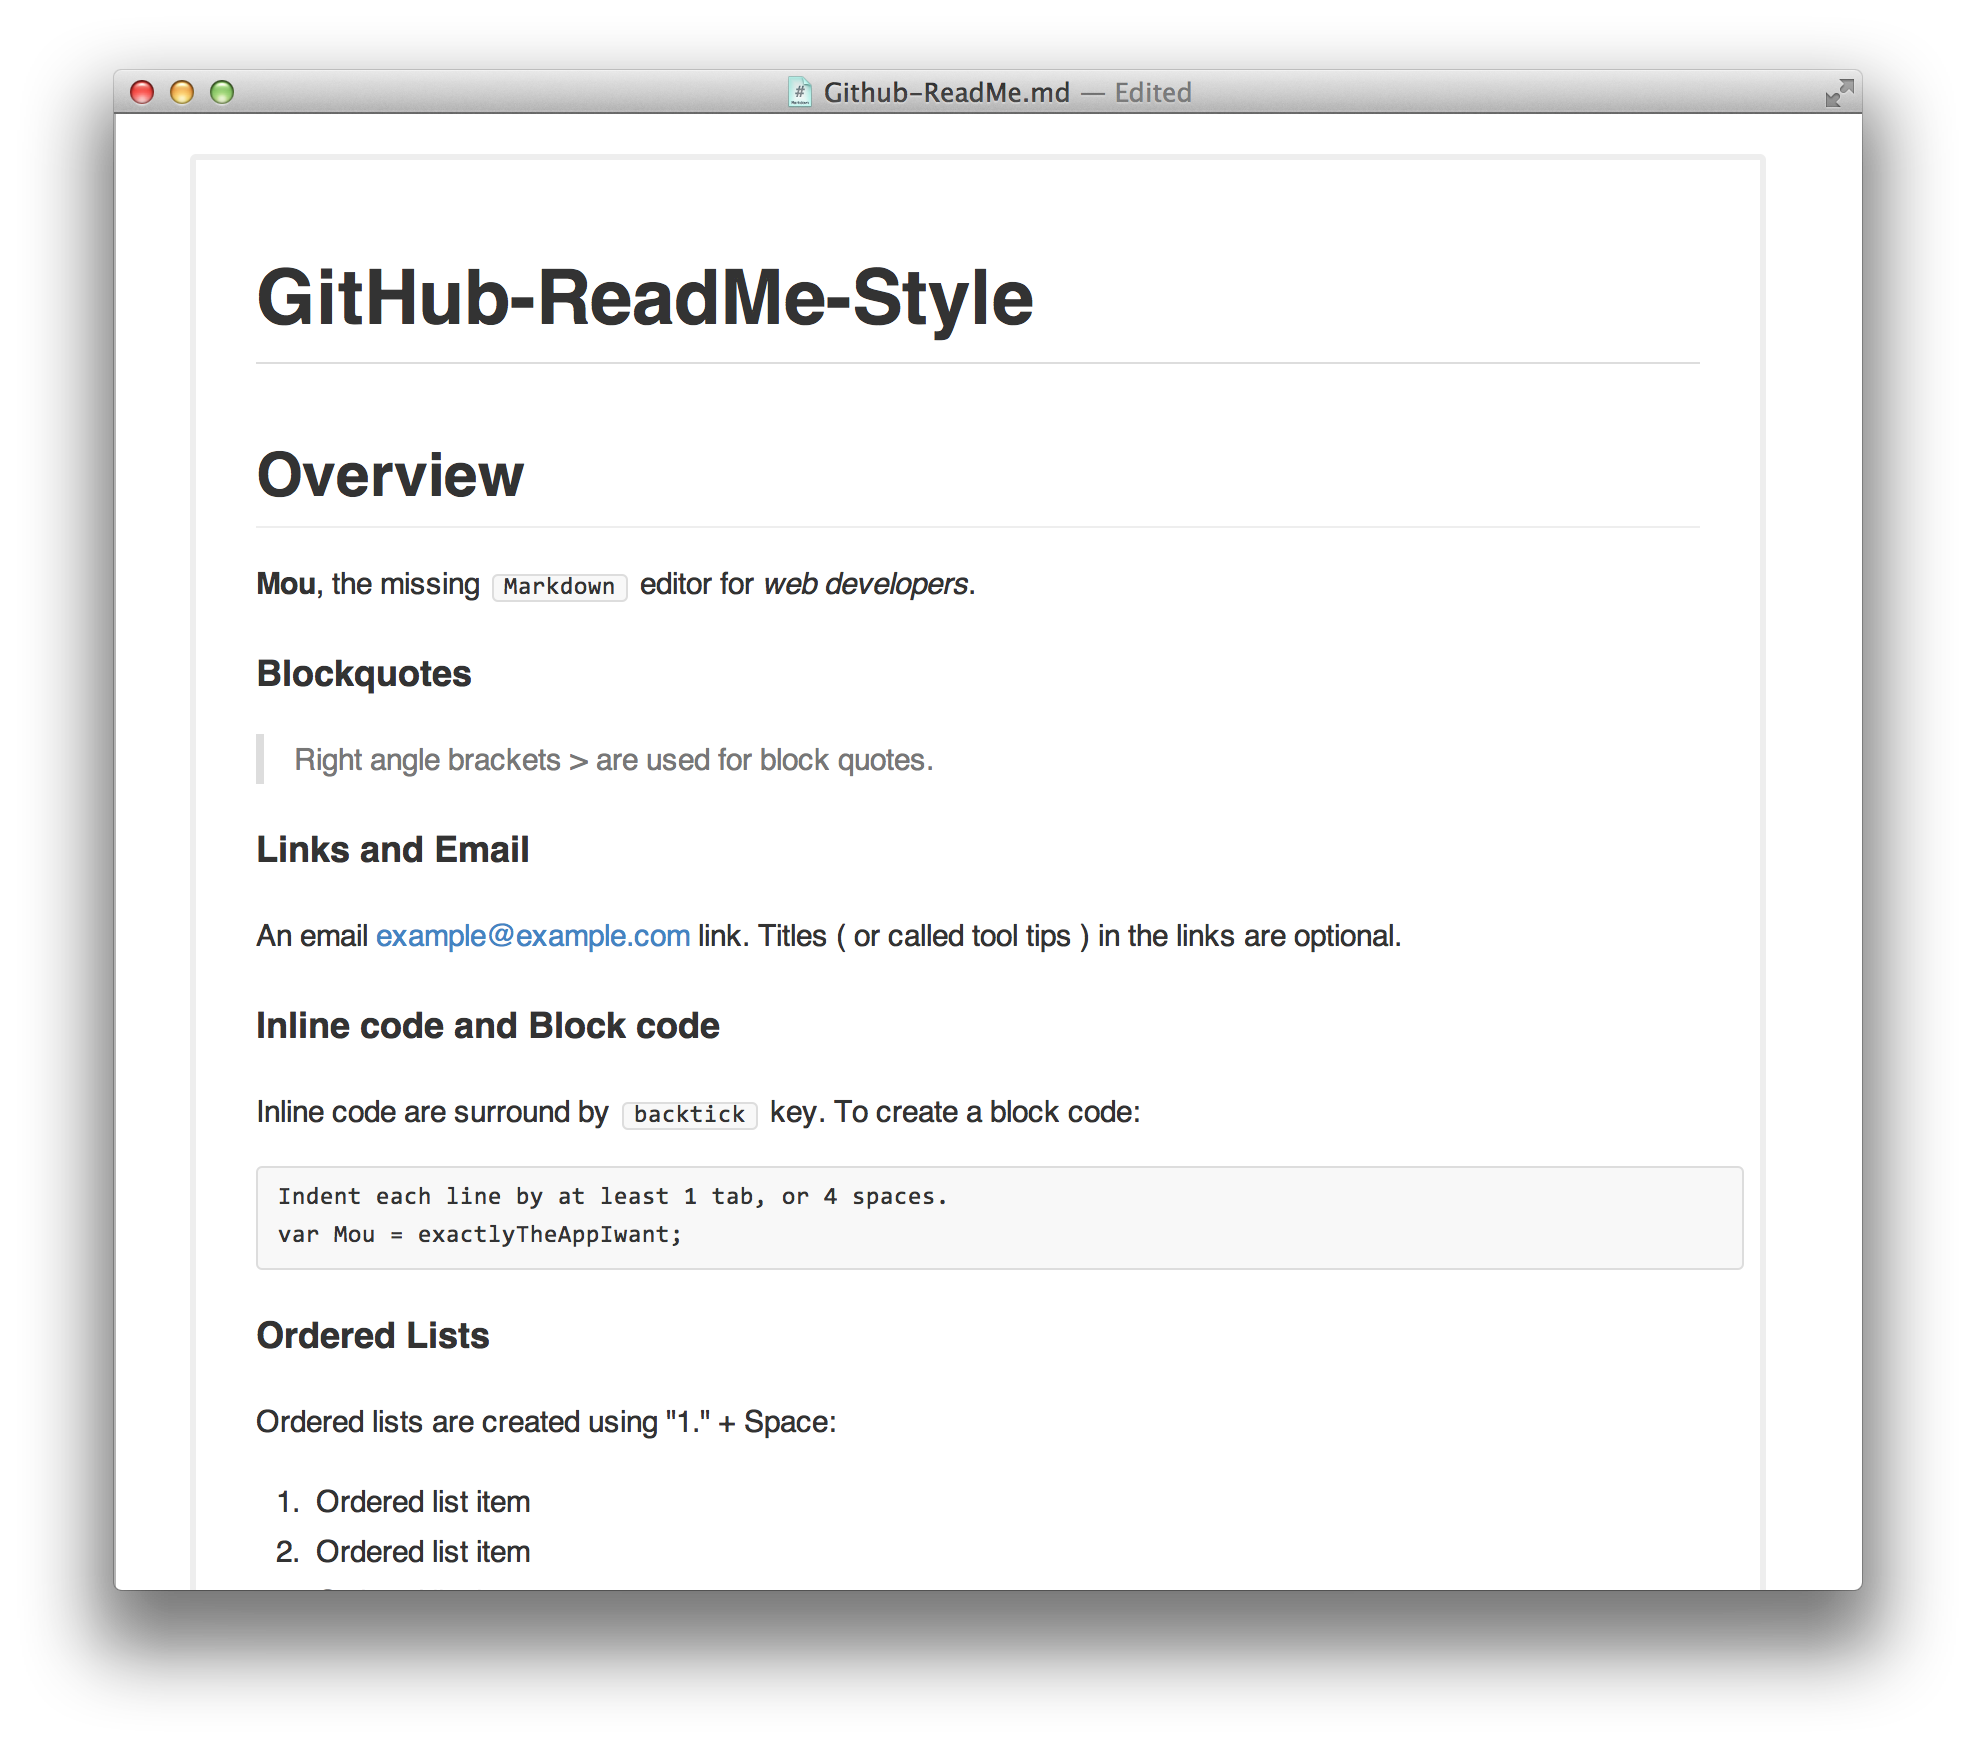 Github-ReadMe.md — Edited
GitHub-ReadMe-Style
Overview
Mou, the missing Markdown editor for web developers.
Blockquotes
Right angle brackets > are used for block quotes.
Links and Email
An email example@example.com link. Titles ( or called tool tips ) in the links are optional.
Inline code and Block code
Inline code are surround by backtick key. To create a block code:
Indent each line by at least 1 tab, or 4 spaces.
var Mou = exactlyTheAppIwant;
Ordered Lists
Ordered lists are created using "1." + Space:
1. Ordered list item
2. Ordered list item